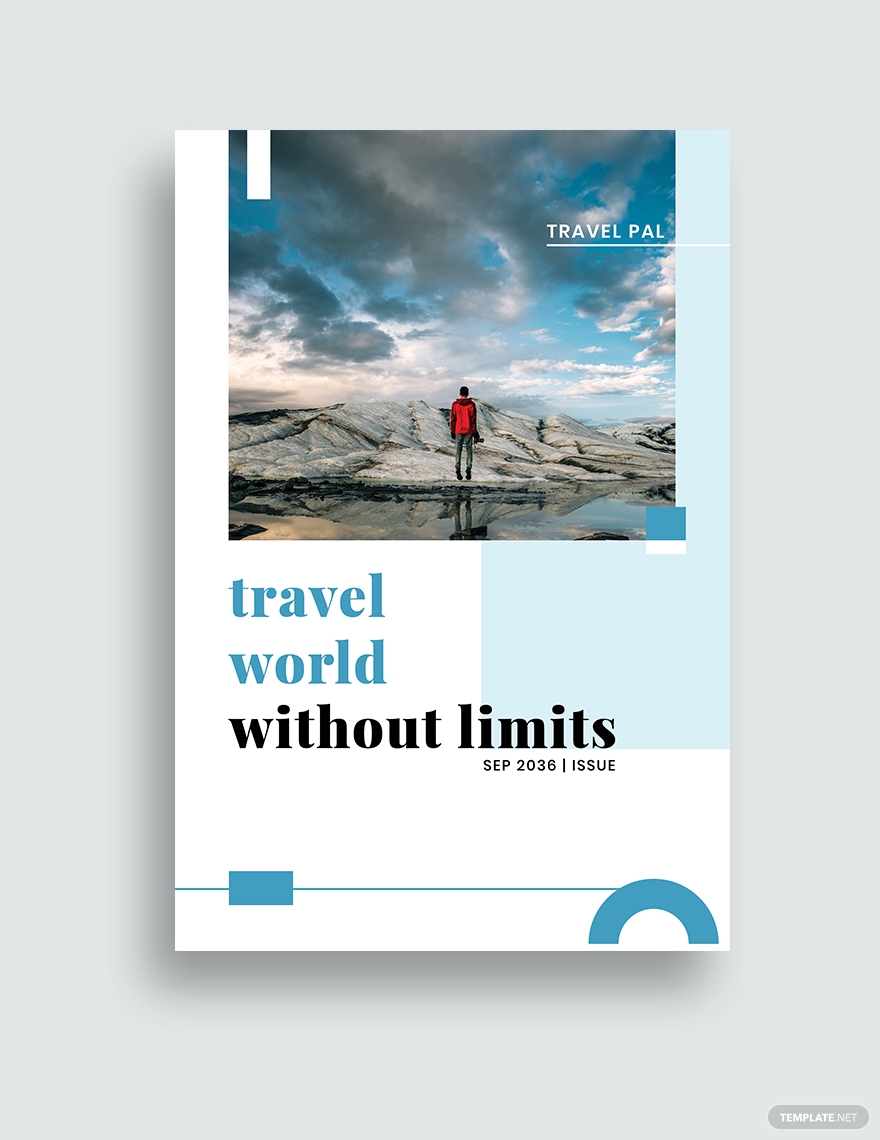 TRAVEL PAL
travel
world
without limits
SEP 2036 | ISSUE
TEMPLATE.NET